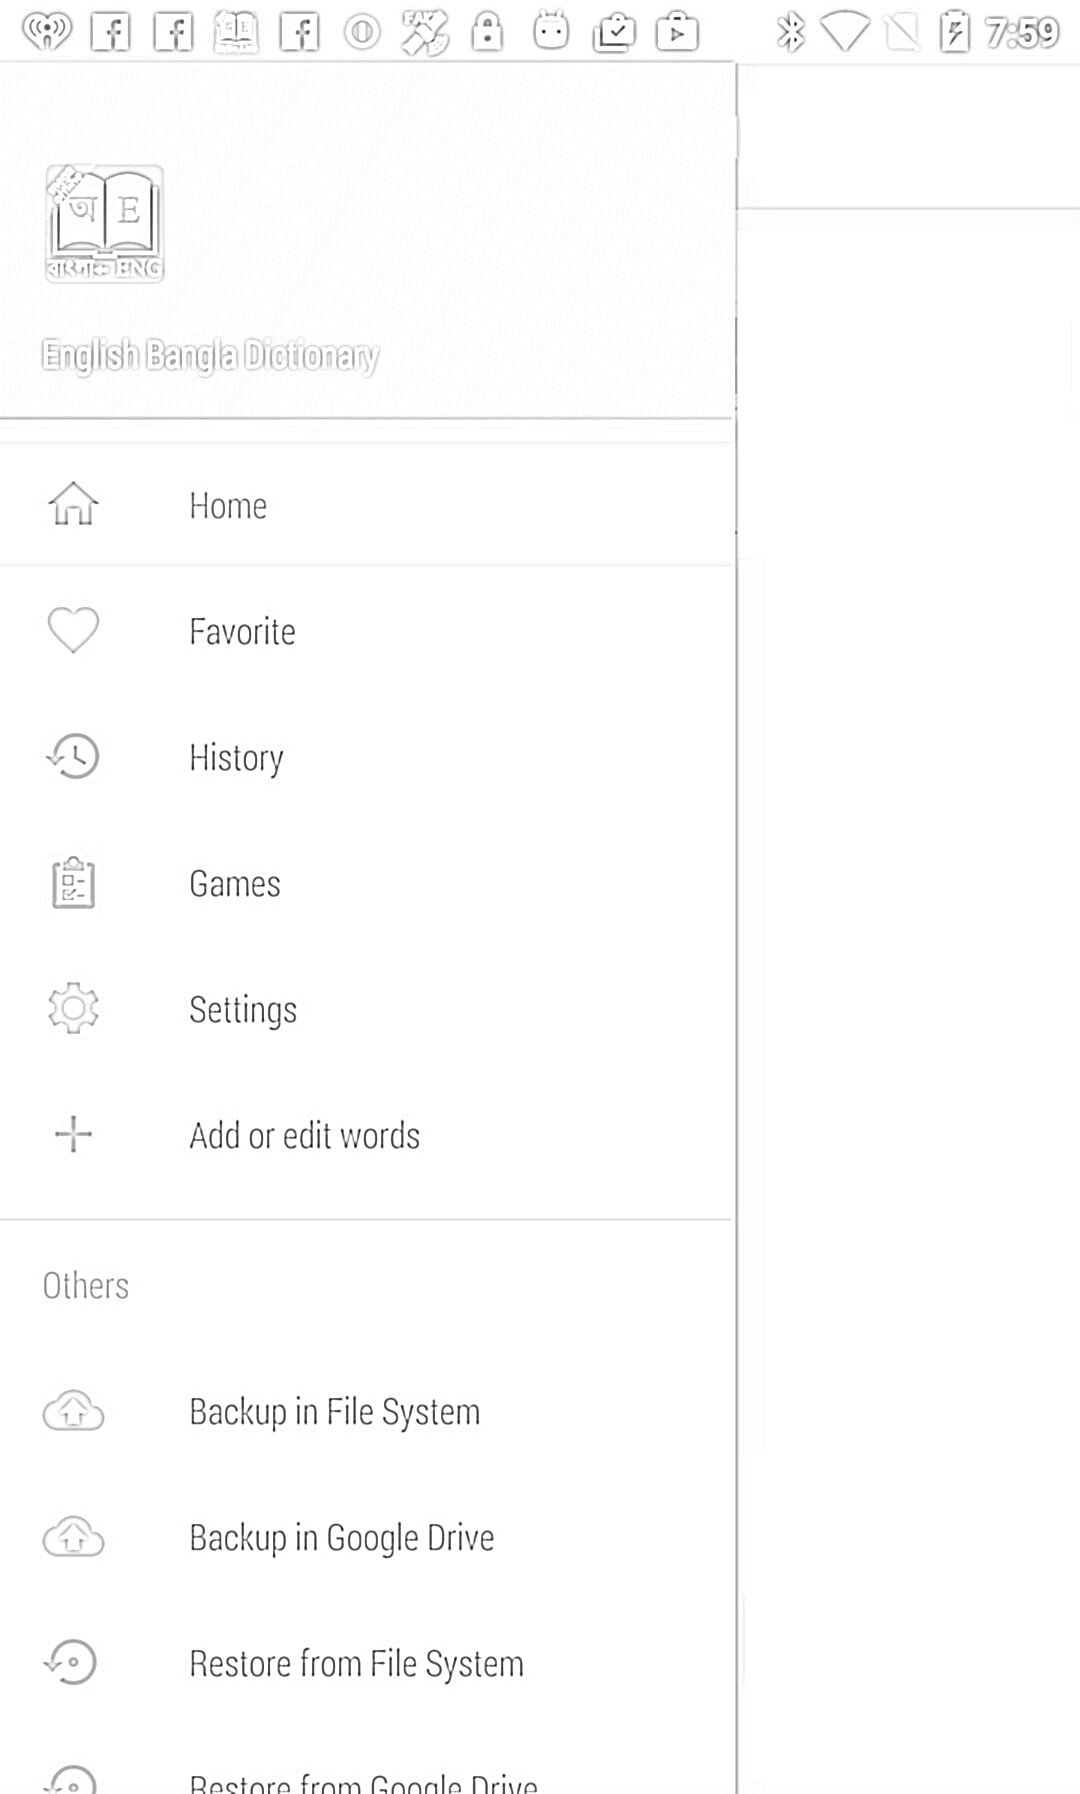 7:59
অ E
বাংলা ENG
English Bangla Dictionary
Home
Favorite
History
Games
Settings
Add or edit words
Others
Backup in File System
Backup in Google Drive
Restore from File System
Restore from Google Drive